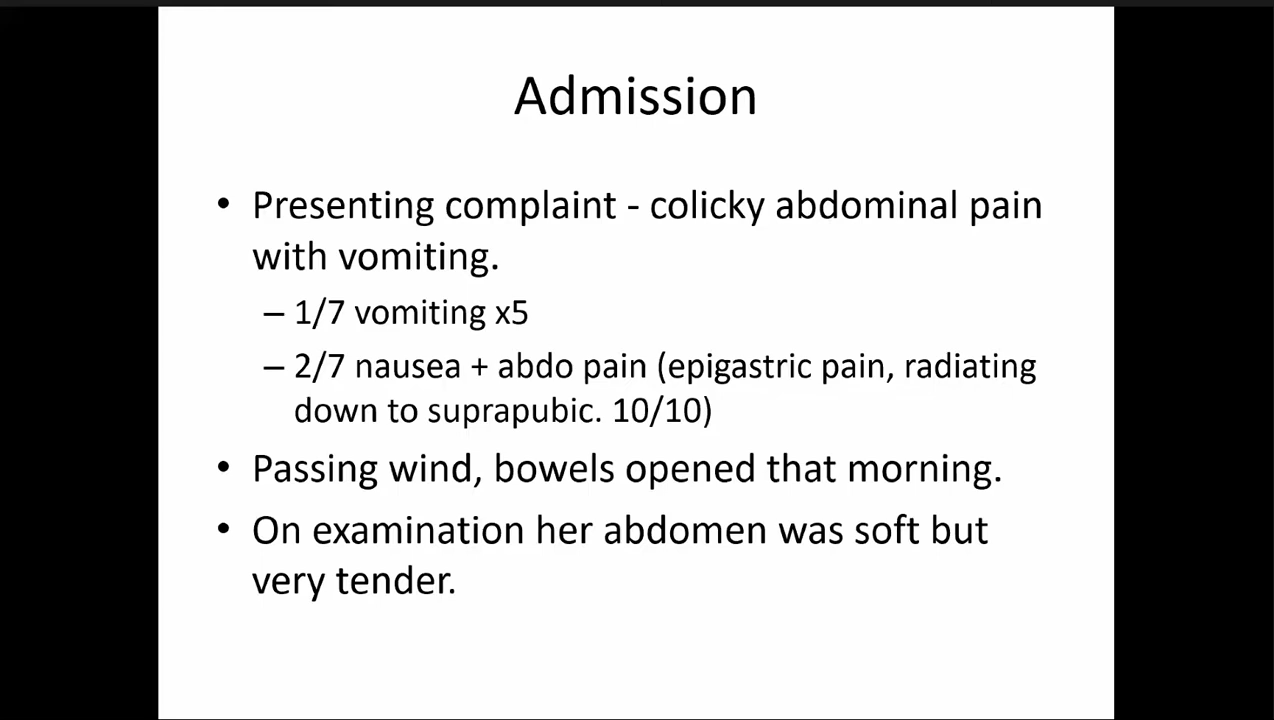 Admission
• Presenting complaint - colicky abdominal pain
with vomiting.
– 1/7 vomiting x5
– 2/7 nausea + abdo pain (epigastric pain, radiating
down to suprapubic. 10/10)
• Passing wind, bowels opened that morning.
• On examination her abdomen was soft but
very tender.